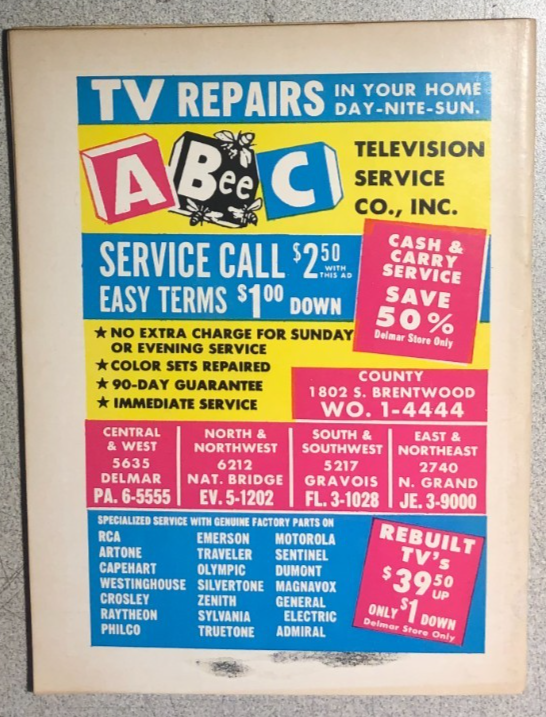 TV REPAIRS IN YOUR HOME
DAY-NITE-SUN.
A Bee C
TELEVISION
SERVICE
CO., INC.
SERVICE CALL $2.50 WITH THIS AD
EASY TERMS $1.00 DOWN
CASH &
CARRY
SERVICE
SAVE
50%
Delmar Store Only
★ NO EXTRA CHARGE FOR SUNDAY
OR EVENING SERVICE
★ COLOR SETS REPAIRED
★ 90-DAY GUARANTEE
★ IMMEDIATE SERVICE
COUNTY
1802 S. BRENTWOOD
WO. 1-4444
CENTRAL
& WEST
5635
DELMAR
PA. 6-5555
NORTH &
NORTHWEST
6212
NAT. BRIDGE
EV. 5-1202
SOUTH &
SOUTHWEST
5217
GRAVOIS
FL. 3-1028
EAST &
NORTHEAST
2740
N. GRAND
JE. 3-9000
SPECIALIZED SERVICE WITH GENUINE FACTORY PARTS ON
RCA
ARTONE
CAPEHART
WESTINGHOUSE
CROSLEY
RAYTHEON
PHILCO
EMERSON
TRAVELER
OLYMPIC
SILVERTONE
ZENITH
SYLVANIA
TRUETONE
MOTOROLA
SENTINEL
DUMONT
MAGNAVOX
GENERAL
ELECTRIC
ADMIRAL
REBUILT
TV's
$39.50 UP
ONLY $1 DOWN
Delmar Store Only